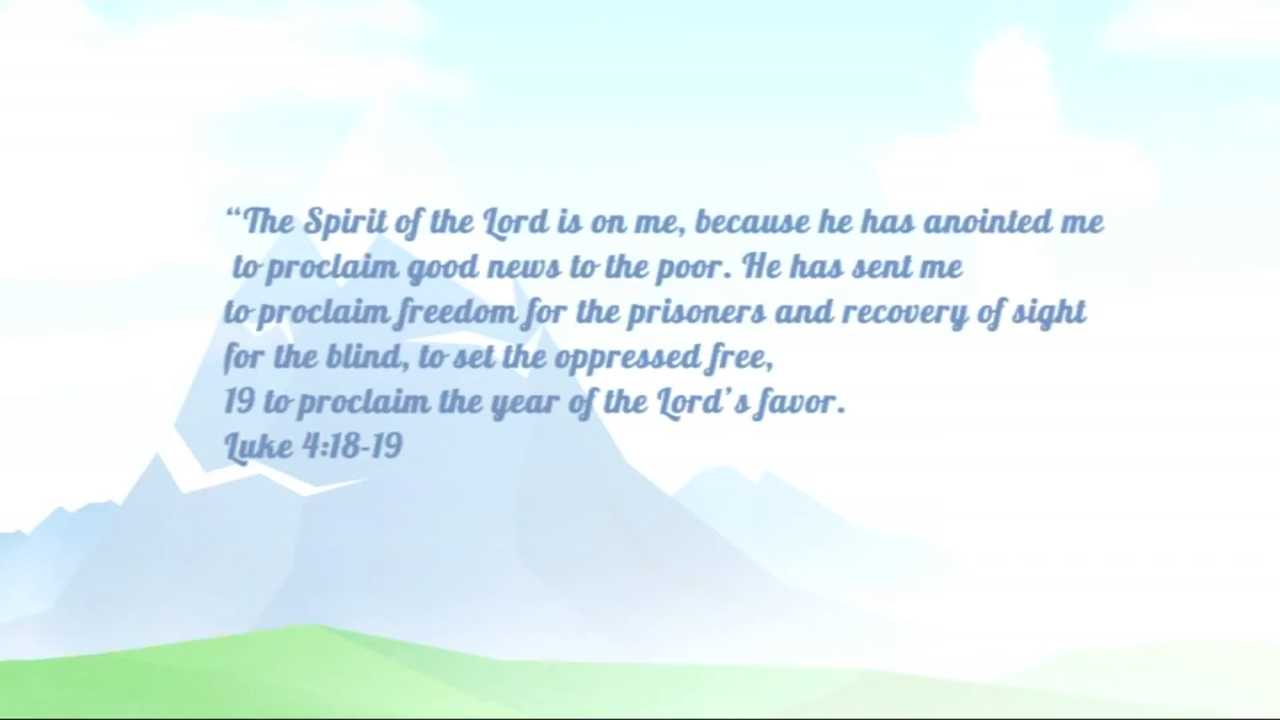 “The Spirit of the Lord is on me, because he has anointed me
to proclaim good news to the poor. He has sent me
to proclaim freedom for the prisoners and recovery of sight
for the blind, to set the oppressed free,
19 to proclaim the year of the Lord’s favor.
Luke 4:18-19